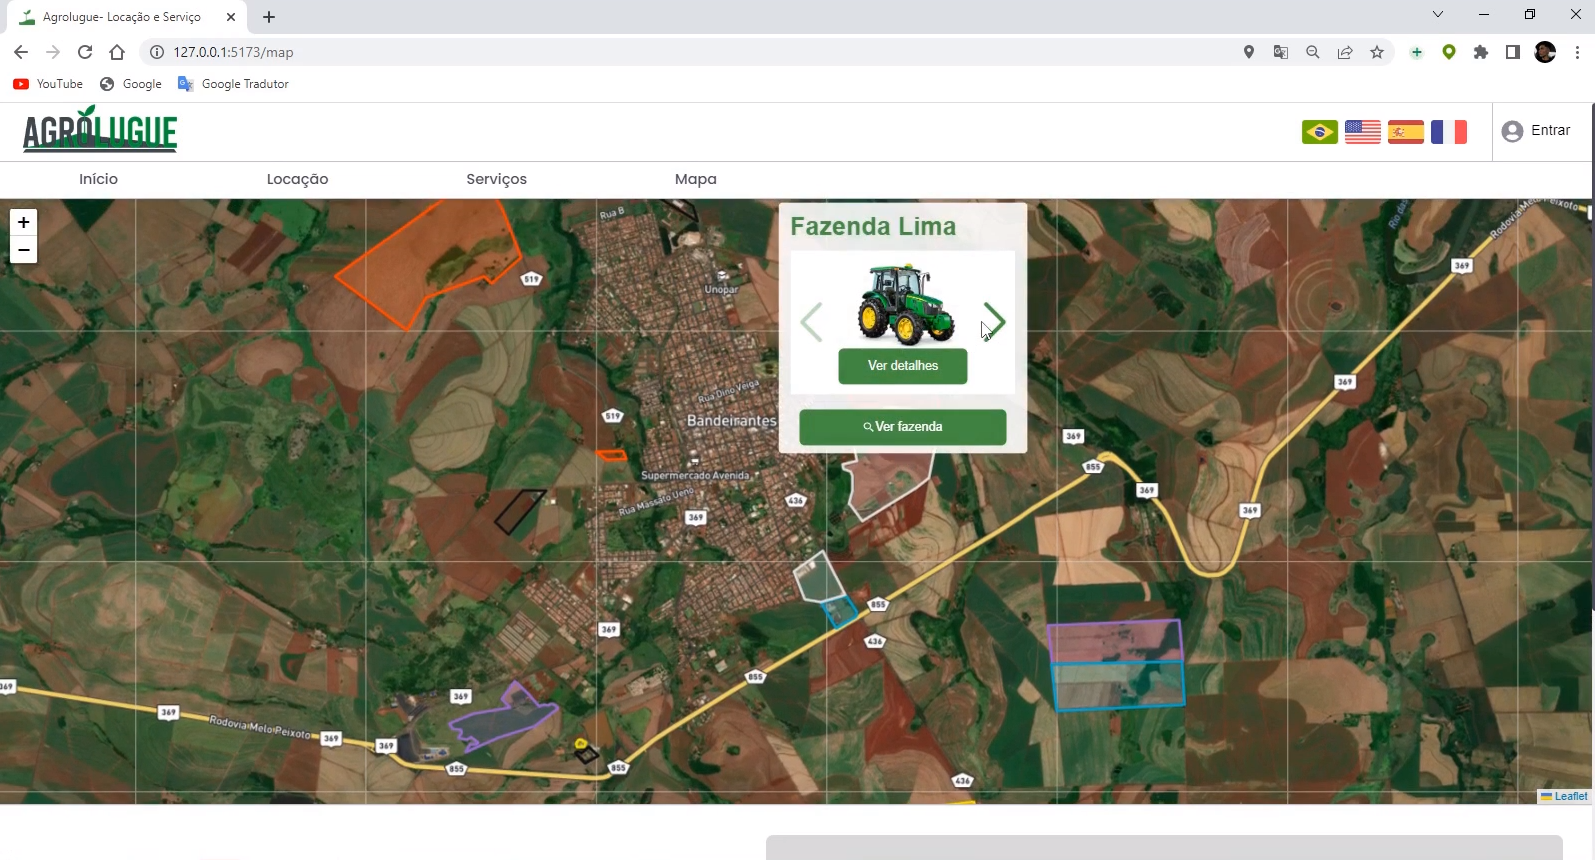 Agrolugue- Locação e Serviço
127.0.0.1:5173/map
YouTube
Google
Google Tradutor
AGROLUGUE
Entrar
Início
Locação
Serviços
Mapa
+
−
Rua B
Fazenda Lima
Rodovia Melo Peixoto
519
Unopar
369
Ver detalhes
369
Rua Dino Veiga
519
Bandeirantes
Ver fazenda
369
855
Supermercado Avenida
369
Rua Massato Ueno
436
369
369
855
369
436
855
369
369
369
Rodovia Melo Peixoto
369
369
855
855
436
Leaflet